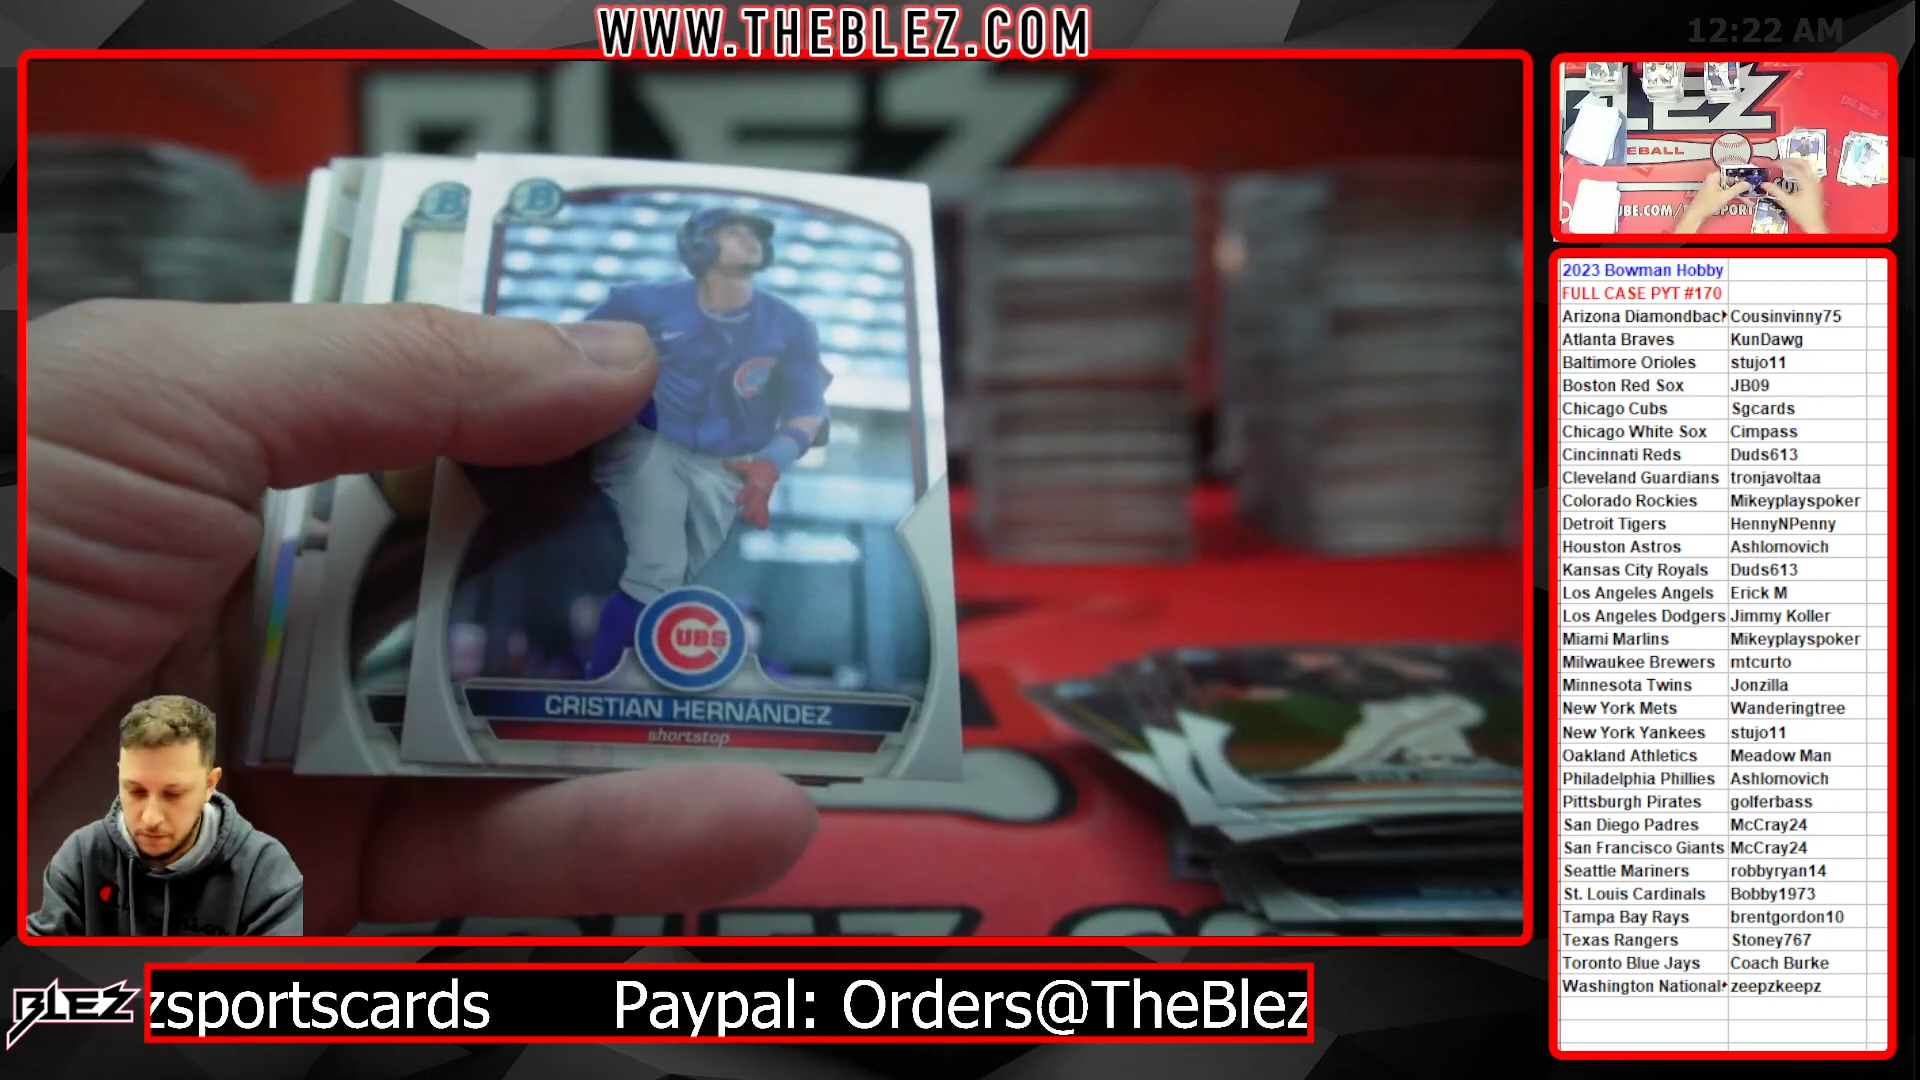 WWW.THEBLEZ.COM
12:22 AM
BLEZ
CUBS
CRISTIAN HERNÁNDEZ
shortstop
EBALL
UBE.COM/
2023 Bowman Hobby
FULL CASE PYT #170
Arizona Diamondbac Cousinvinny75
Atlanta Braves KunDawg
Baltimore Orioles stujo11
Boston Red Sox JB09
Chicago Cubs Sgcards
Chicago White Sox Cimpass
Cincinnati Reds Duds613
Cleveland Guardians tronjavoltaa
Colorado Rockies Mikeyplayspoker
Detroit Tigers HennyNPenny
Houston Astros Ashlomovich
Kansas City Royals Duds613
Los Angeles Angels Erick M
Los Angeles Dodgers Jimmy Koller
Miami Marlins Mikeyplayspoker
Milwaukee Brewers mtcurto
Minnesota Twins Jonzilla
New York Mets Wanderingtree
New York Yankees stujo11
Oakland Athletics Meadow Man
Philadelphia Phillies Ashlomovich
Pittsburgh Pirates golferbass
San Diego Padres McCray24
San Francisco Giants McCray24
Seattle Mariners robbyryan14
St. Louis Cardinals Bobby1973
Tampa Bay Rays brentgordon10
Texas Rangers Stoney767
Toronto Blue Jays Coach Burke
Washington National zeepzkeepz
BLEZ
zsportscards Paypal: Orders@TheBlez